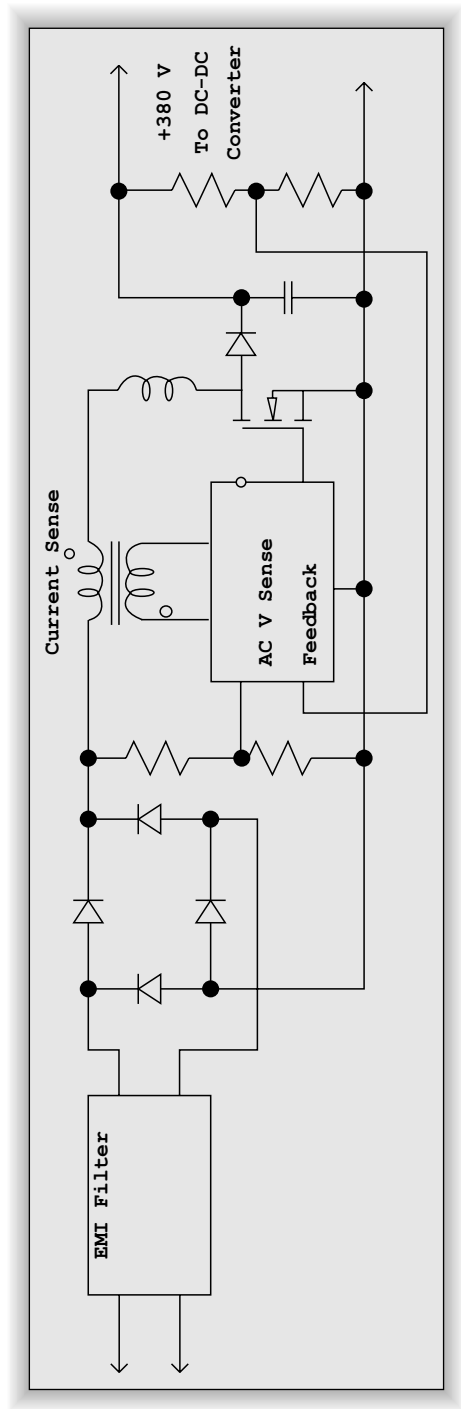 EMI Filter
Current Sense
AC V Sense
Feedback
+380 V
To DC-DC
Converter